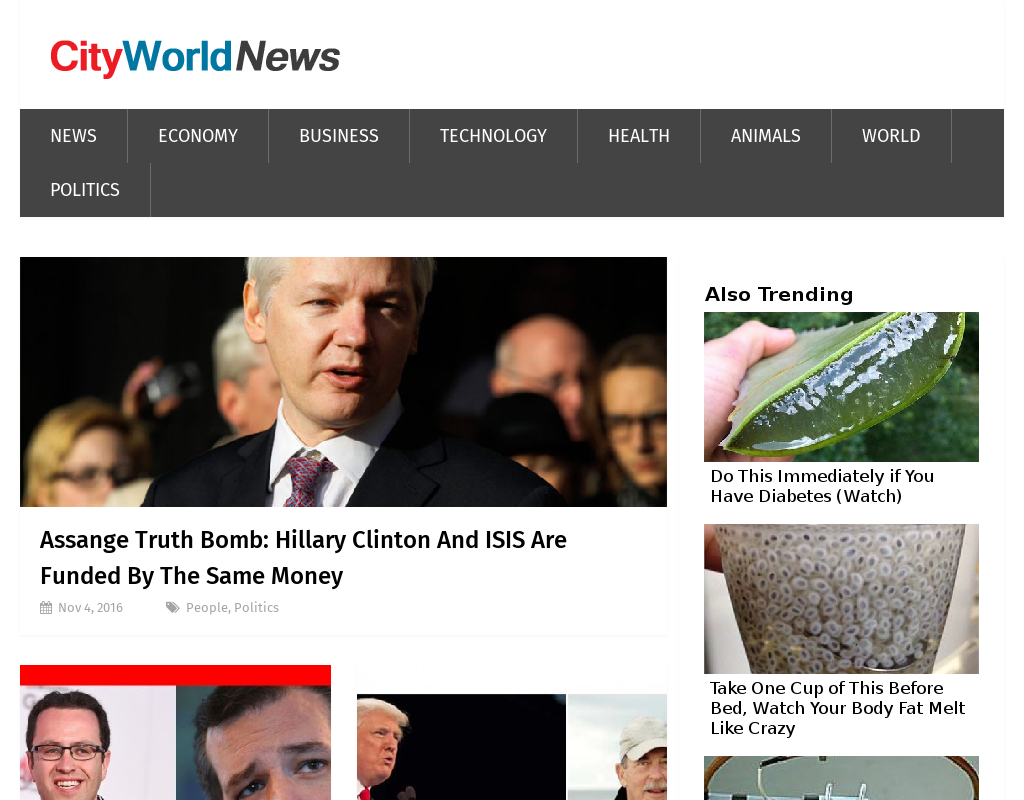 CityWorldNews
NEWS
ECONOMY
BUSINESS
TECHNOLOGY
HEALTH
ANIMALS
WORLD
POLITICS
Assange Truth Bomb: Hillary Clinton And ISIS Are
Funded By The Same Money
Nov 4, 2016
People, Politics
Also Trending
Do This Immediately if You
Have Diabetes (Watch)
Take One Cup of This Before
Bed, Watch Your Body Fat Melt
Like Crazy